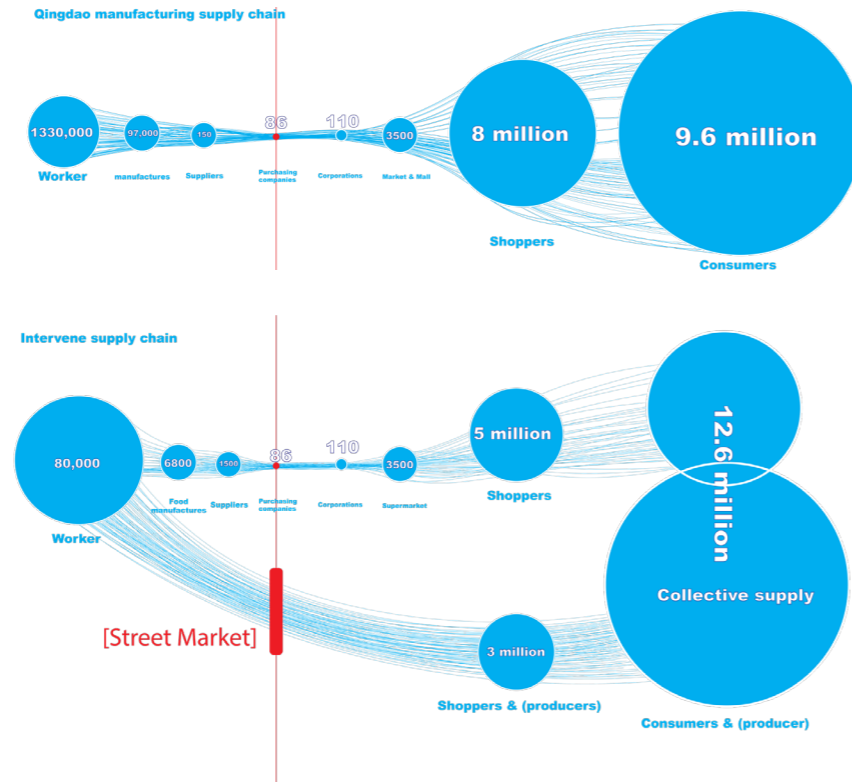 Qingdao manufacturing supply chain
1330,000
97.000
150
86
110
3500
8 million
9.6 million
Worker
manufactures
Suppliers
Purchasing
companies
Corperations
Market & Mall
Shoppers
Consumers
Intervene supply chain
80,000
6800
1500
86
110
3500
5 million
12.6 million
Food
manufactures
Suppliers
Purchasing
companies
Corporations
Supermarket
Shoppers
Worker
Collective supply
[Street Market]
3 million
Shoppers & (producers)
Consumers & (producer)